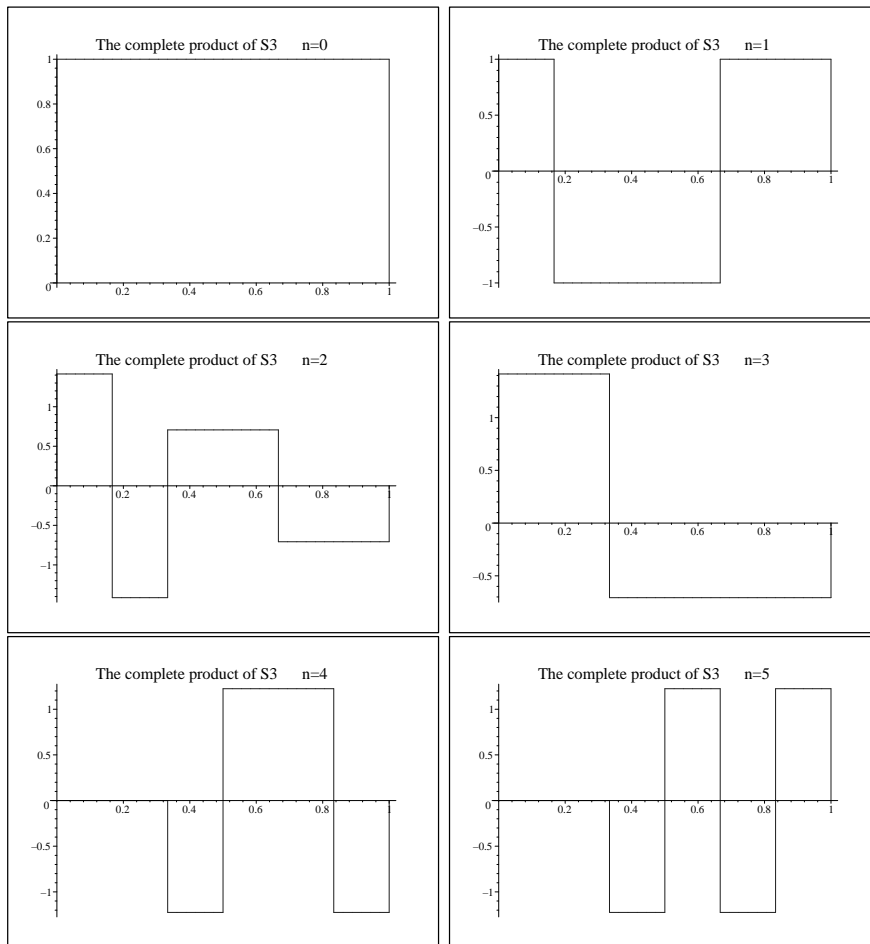 The complete product of S3 n=0
1
0.8
0.6
0.4
0.2
0
0.2 0.4 0.6 0.8 1
The complete product of S3 n=1
1
0.5
0
–0.5
–1
0.2 0.4 0.6 0.8 1
The complete product of S3 n=2
1
0.5
0
–0.5
–1
0.2 0.4 0.6 0.8 1
The complete product of S3 n=3
1
0.5
0
–0.5
0.2 0.4 0.6 0.8 1
The complete product of S3 n=4
1
0.5
0
–0.5
–1
0.2 0.4 0.6 0.8 1
The complete product of S3 n=5
1
0.5
0
–0.5
–1
0.2 0.4 0.6 0.8 1